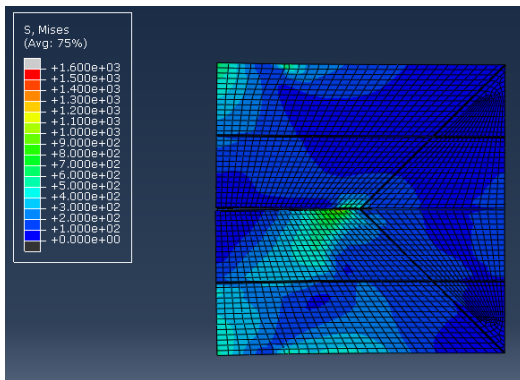 S, Mises
(Avg: 75%)
+1.600e+03
+1.500e+03
+1.400e+03
+1.300e+03
+1.200e+03
+1.100e+03
+1.000e+03
+9.000e+02
+8.000e+02
+7.000e+02
+6.000e+02
+5.000e+02
+4.000e+02
+3.000e+02
+2.000e+02
+1.000e+02
+0.000e+00